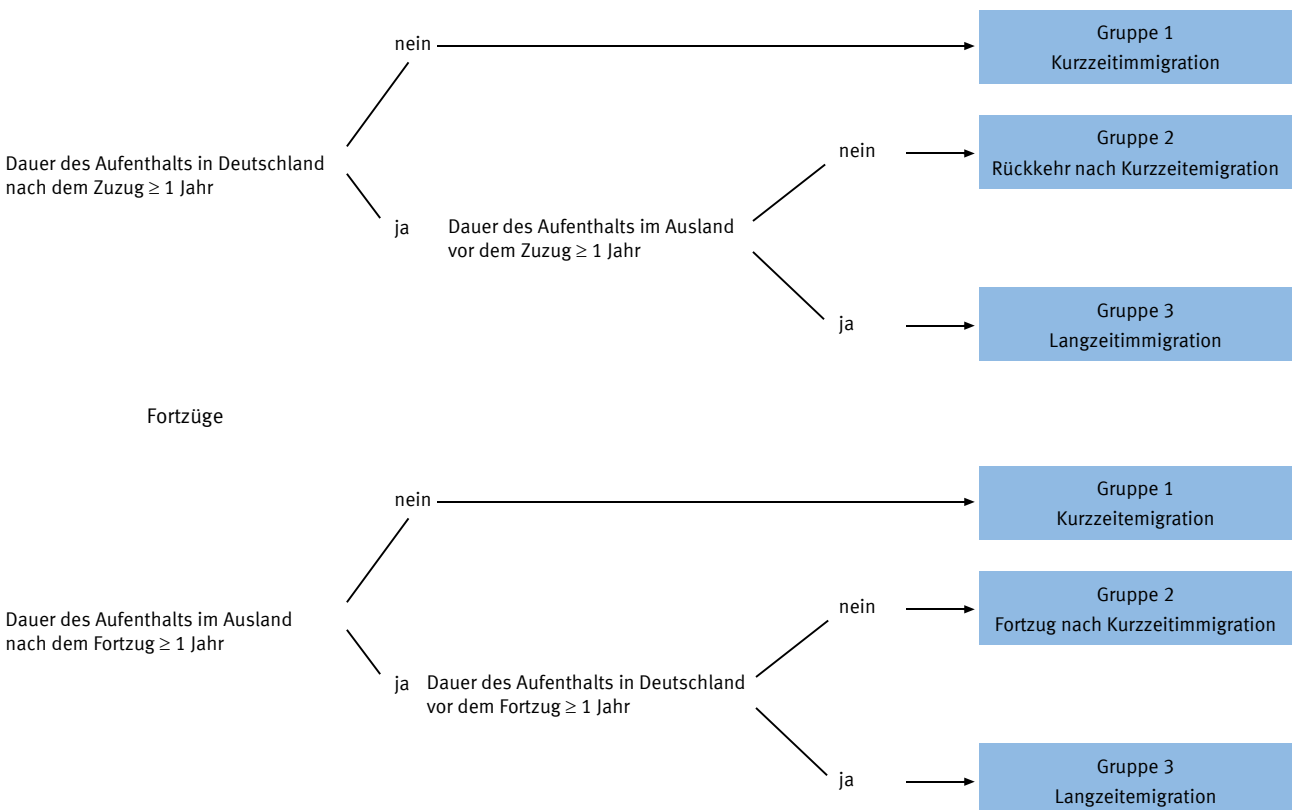 nein
Gruppe 1
Kurzzeitimmigration
Dauer des Aufenthalts in Deutschland
nach dem Zuzug ≥ 1 Jahr
nein
Gruppe 2
Rückkehr nach Kurzzeitemigration
ja
Dauer des Aufenthalts im Ausland
vor dem Zuzug ≥ 1 Jahr
ja
Gruppe 3
Langzeitimmigration
Fortzüge
nein
Gruppe 1
Kurzzeitemigration
Dauer des Aufenthalts im Ausland
nach dem Fortzug ≥ 1 Jahr
nein
Gruppe 2
Fortzug nach Kurzzeitimmigration
ja
Dauer des Aufenthalts in Deutschland
vor dem Fortzug ≥ 1 Jahr
ja
Gruppe 3
Langzeitemigration